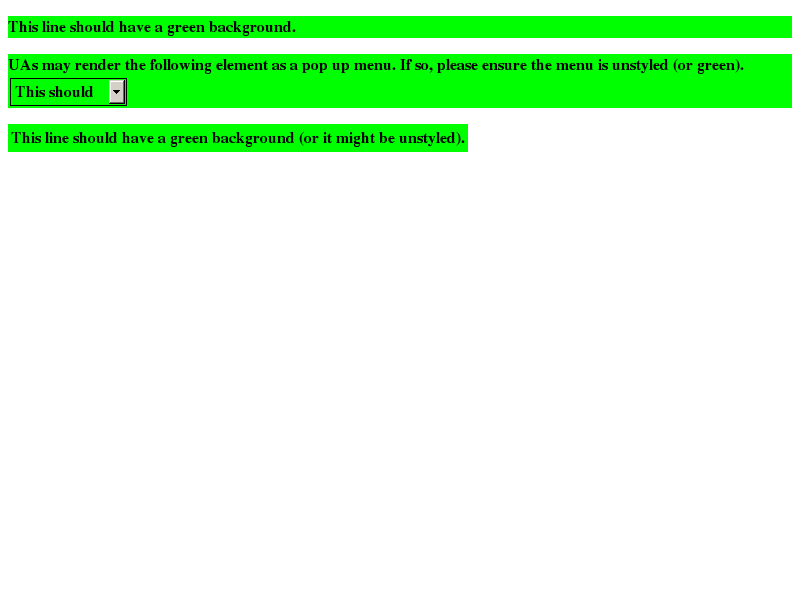 This line should have a green background.
UAs may render the following element as a pop up menu. If so, please ensure the menu is unstyled (or green).
This should
This line should have a green background (or it might be unstyled).